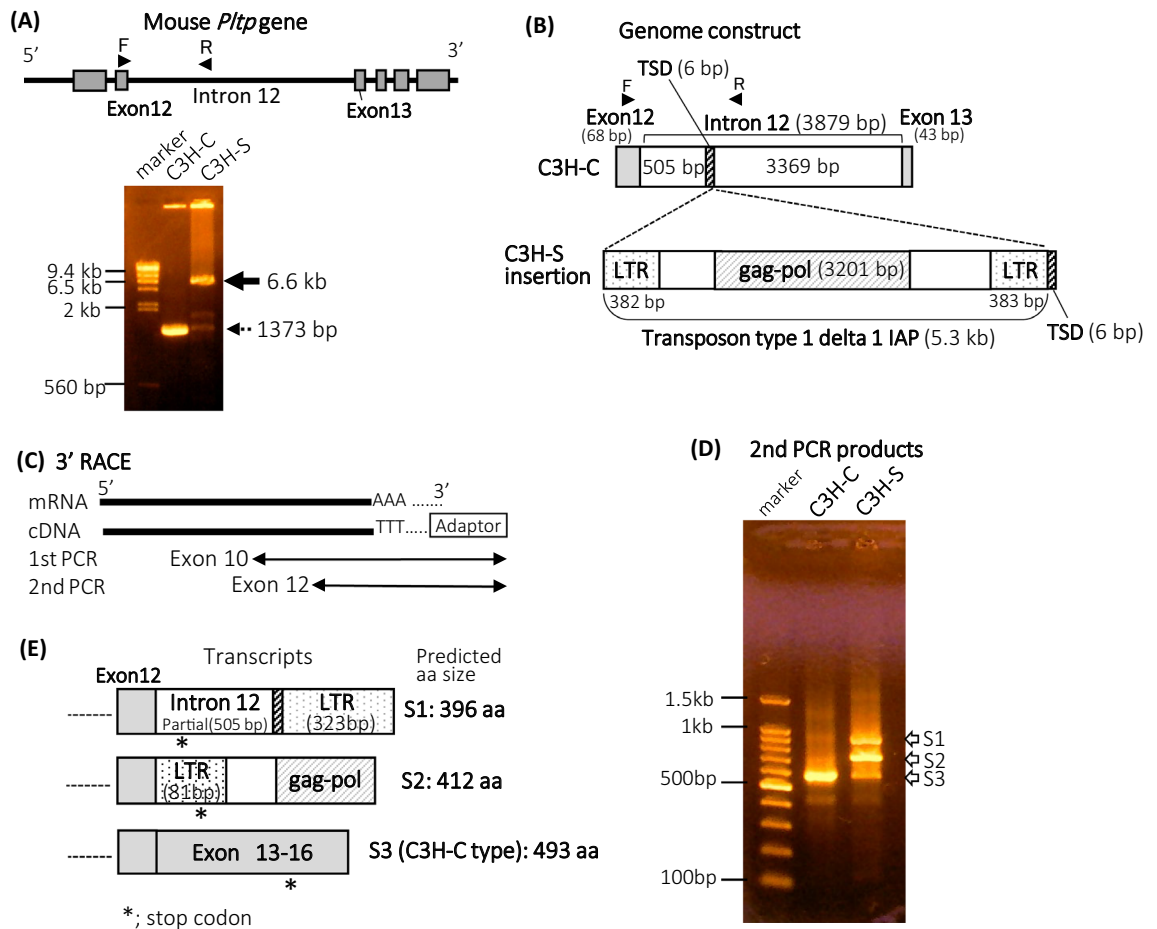 (A)
Mouse Pltp gene
5’
3’
F
R
Exon12
Intron 12
Exon13
marker
C3H-C
C3H-S
9.4 kb
6.5 kb
2 kb
560 bp
6.6 kb
1373 bp
(B)
Genome construct
TSD (6 bp)
F
R
Exon12
(68 bp)
Intron 12 (3879 bp)
Exon 13
(43 bp)
C3H-C
505 bp
3369 bp
C3H-S
insertion
LTR
gag-pol (3201 bp)
LTR
382 bp
383 bp
Transposon type 1 delta 1 IAP (5.3 kb)
TSD (6 bp)
(C) 3’ RACE
5’
3’
mRNA
AAA .......
cDNA
TTT.....
Adaptor
1st PCR
Exon 10
2nd PCR
Exon 12
(D) 2nd PCR products
marker
C3H-C
C3H-S
1.5kb
1kb
500bp
100bp
S1
S2
S3
(E)
Transcripts
Predicted
aa size
Exon12
Intron 12
Partial(505 bp)
LTR
(323bp)
S1: 396 aa
*
LTR
(81bp)
gag-pol
S2: 412 aa
*
Exon 13-16
S3 (C3H-C type): 493 aa
*
*; stop codon